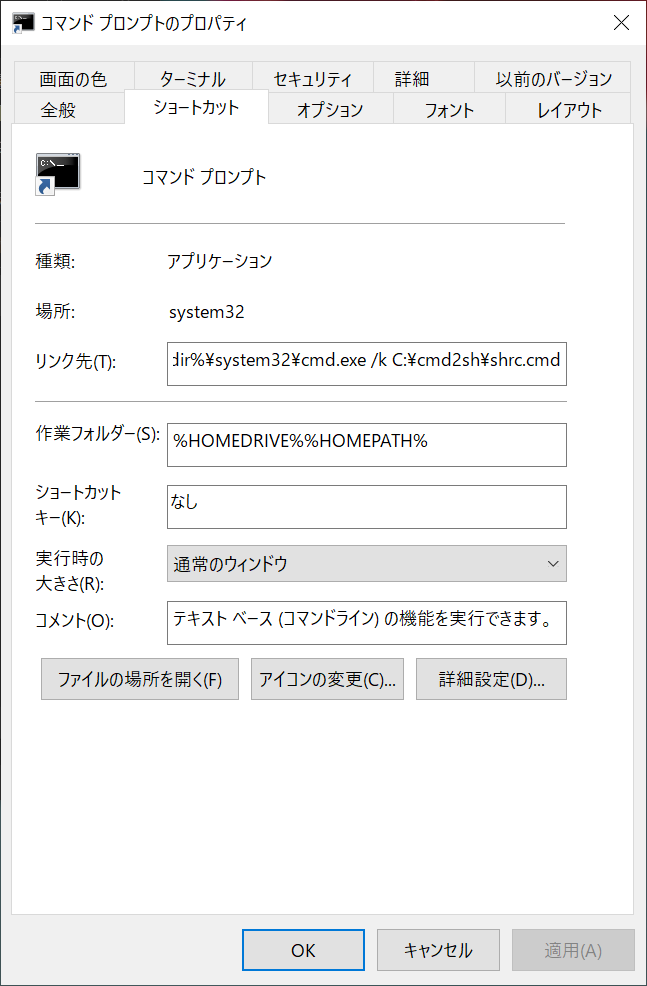 コマンド プロンプトのプロパティ
画面の色 ターミナル セキュリティ 詳細 以前のバージョン
全般 ショートカット オプション フォント レイアウト
コマンド プロンプト
種類: アプリケーション
場所: system32
リンク先(T): dir%¥system32¥cmd.exe /k C:¥cmd2sh¥shrc.cmd
作業フォルダー(S): %HOMEDRIVE%%HOMEPATH%
ショートカット
キー(K): なし
実行時の
大きさ(R): 通常のウィンドウ
コメント(O): テキスト ベース (コマンドライン) の機能を実行できます。
ファイルの場所を開く(F) アイコンの変更(C)... 詳細設定(D)...
OK キャンセル 適用(A)